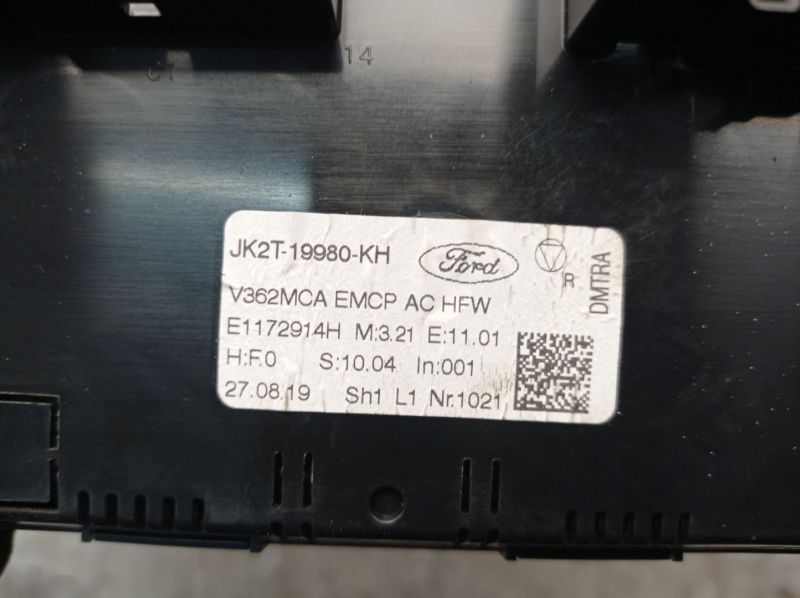 14
JK2T-19980-KH Ford
R
DMTRA
V362MCA EMCP AC HFW
E1172914H M:3.21 E:11.01
H:F.0 S:10.04 In:001
27.08.19 Sh1 L1 Nr.1021